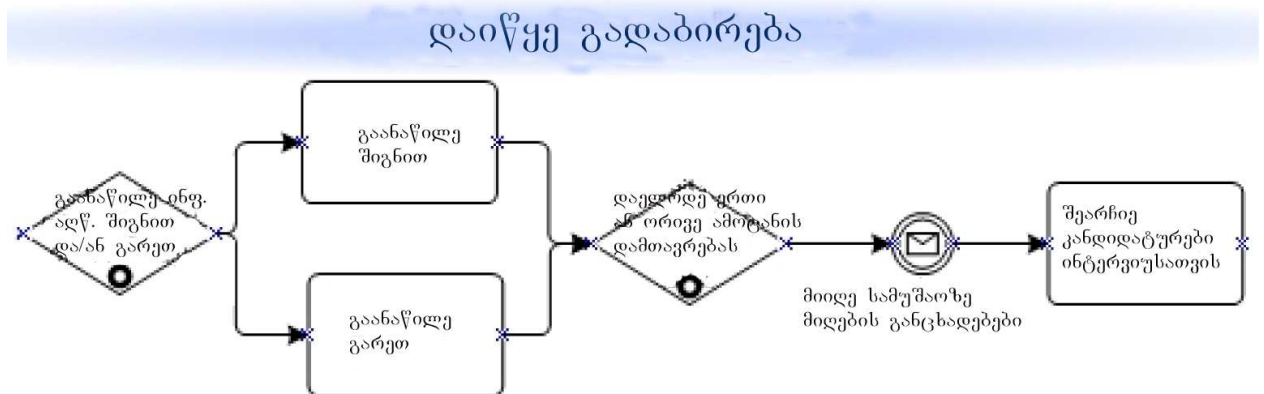 დაიწყე გადაბირება
გაანაწილე
შიგნით
გაანაწილე ინფ.
აღწ. შიგნით
და/ან გარეთ
დაელოდე ერთი
ან ორივე ამოცანის
დამთავრებას
შეარჩიე
კანდიდატურები
ინტერვიუსათვის
მიიღე სამუშაოზე
მიღების განცხადებები
გაანაწილე
გარეთ